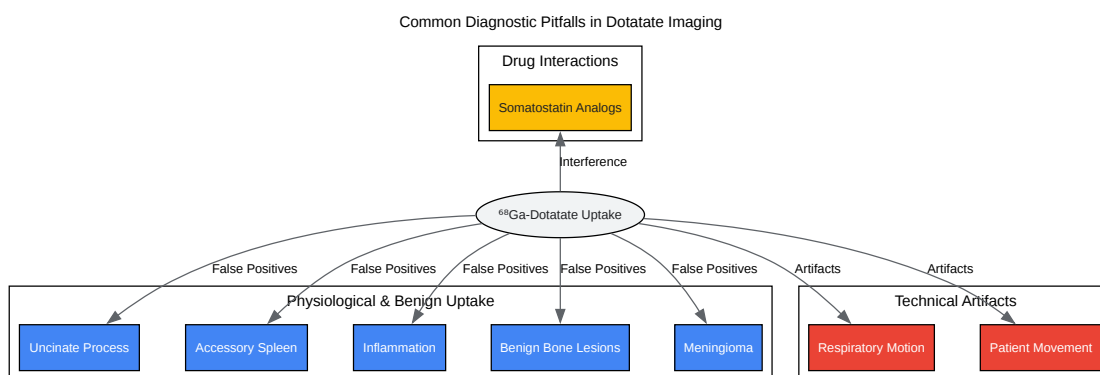 Common Diagnostic Pitfalls in Dotatate Imaging
Drug Interactions
Somatostatin Analogs
Interference
⁶⁸Ga-Dotatate Uptake
False Positives
False Positives
False Positives
False Positives
False Positives
Artifacts
Artifacts
Physiological & Benign Uptake
Technical Artifacts
Uncinate Process
Accessory Spleen
Inflammation
Benign Bone Lesions
Meningioma
Respiratory Motion
Patient Movement